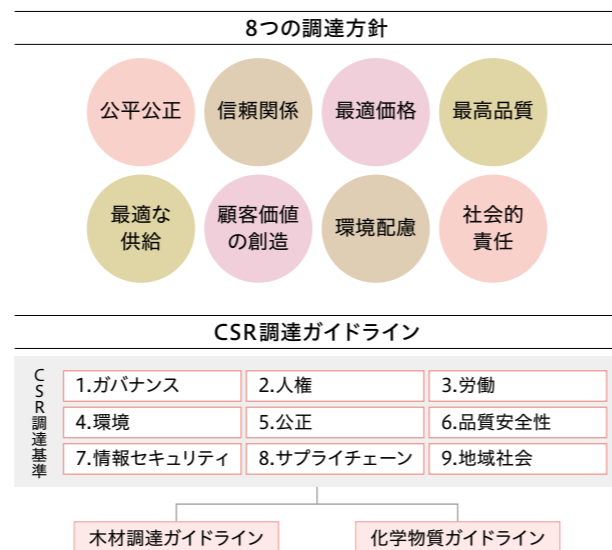 8つの調達方針
公平公正
信頼関係
最適価格
最高品質
最適な
供給
顧客価値
の創造
環境配慮
社会的
責任
CSR調達ガイドライン
CSR調達基準
1.ガバナンス
2.人権
3.労働
4.環境
5.公正
6.品質安全性
7.情報セキュリティ
8.サプライチェーン
9.地域社会
木材調達ガイドライン
化学物質ガイドライン